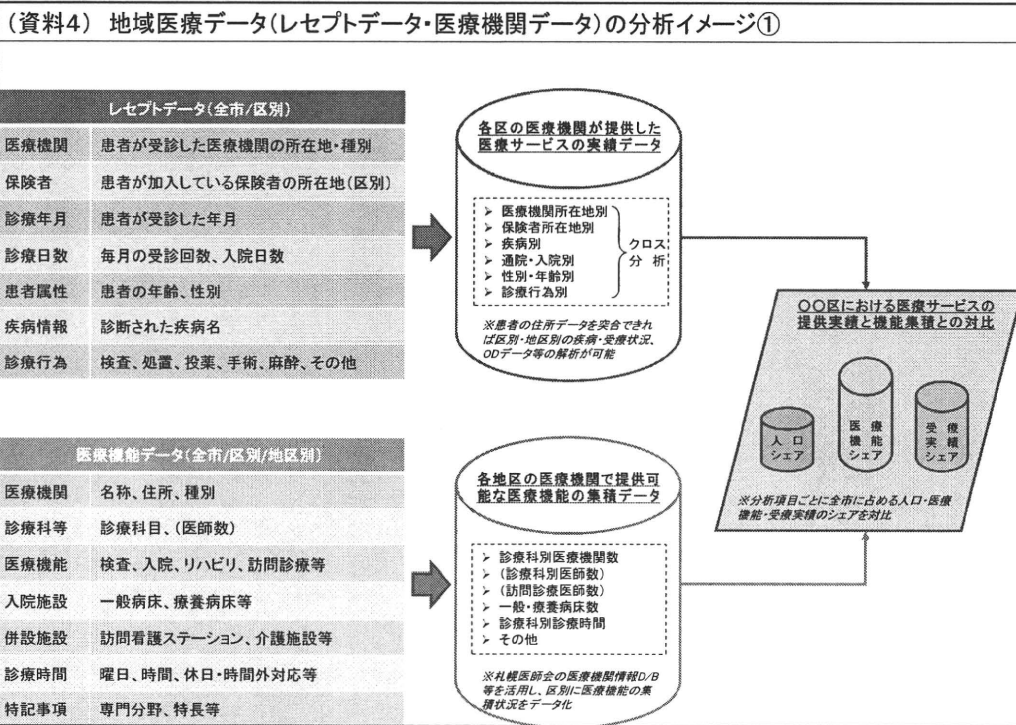 (資料4) 地域医療データ(レセプトデータ・医療機関データ)の分析イメージ①
レセプトデータ(全市/区別)
医療機関 患者が受診した医療機関の所在地・種別
保険者 患者が加入している保険者の所在地(区別)
診療年月 患者が受診した年月
診療日数 毎月の受診回数、入院日数
患者属性 患者の年齢、性別
疾病情報 診断された疾病名
診療行為 検査、処置、投薬、手術、麻酔、その他
各区の医療機関が提供した
医療サービスの実績データ
➢ 医療機関所在地別
➢ 保険者所在地別
➢ 疾病別
➢ 通院・入院別
➢ 性別・年齢別
➢ 診療行為別
クロス
分析
※患者の住所データを突合できれ
ば区別・地区別の疾病・受療状況、
ODデータ等の解析が可能
〇〇区における医療サービスの
提供実績と機能集積との対比
人口
シェア
医療
機能
シェア
受療
実績
シェア
※分析項目ごとに全市に占める人口・医療
機能・受療実績のシェアを対比
医療機能データ(全市/区別/地区別)
医療機関 名称、住所、種別
診療科等 診療科目、(医師数)
医療機能 検査、入院、リハビリ、訪問診療等
入院施設 一般病床、療養病床等
併設施設 訪問看護ステーション、介護施設等
診療時間 曜日、時間、休日・時間外対応等
特記事項 専門分野、特長等
各地区の医療機関で提供可
能な医療機能の集積データ
➢ 診療科別医療機関数
➢ (診療科別医師数)
➢ (訪問診療医師数)
➢ 一般・療養病床数
➢ 診療科別診療時間
➢ その他
※札幌医師会の医療機関情報D/B
等を活用し、区別に医療機能の集
積状況をデータ化